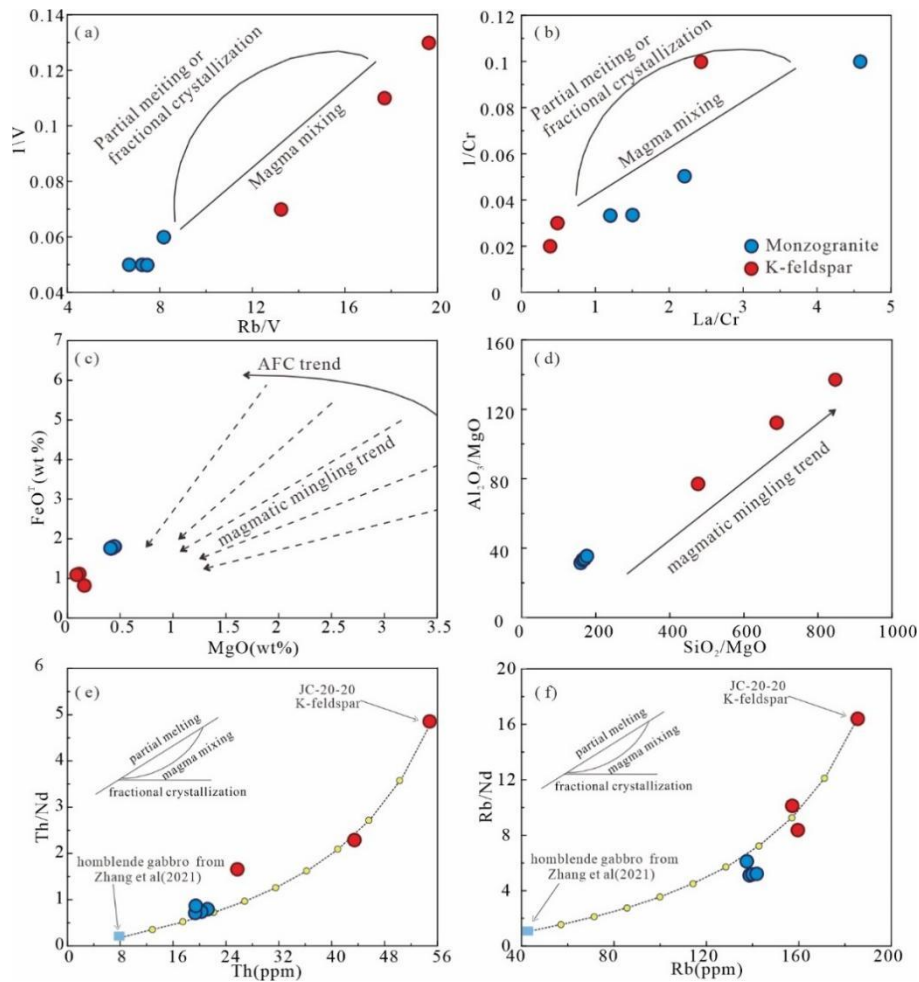 ( a )
0.12
0.10
0.08
0.06
0.04
1\V
4
8
12
16
20
Rb/V
Partial meiting or
fractional crystallization
Magma mixing
( b )
0.12
0.10
0.08
0.06
0.04
0.02
0
1/Cr
0
1
2
3
4
5
La/Cr
Partial meiting or
fractional crystallization
Magma mixing
Monzogranite
K-feldspar
( c )
7
6
5
4
3
2
1
0
FeOᵀ(wt %)
0
0.5
1
1.5
2
2.5
3
3.5
MgO(wt%)
AFC trend
magmatic mingling trend
( d )
160
120
80
40
0
Al₂O₃/MgO
0
200
400
600
800
1000
SiO₂/MgO
magmatic mingling trend
( e )
6
5
4
3
2
1
0
Th/Nd
0
8
16
24
32
40
48
56
Th(ppm)
JC-20-20
K-feldspar
partial melting
magma mixing
fractional crystallization
homblende gabbro from
Zhang et al(2021)
( f )
20
16
12
8
4
0
Rb/Nd
40
80
120
160
200
Rb(ppm)
JC-20-20
K-feldspar
partial melting
magma mixing
fractional crystallization
homblende gabbro from
Zhang et al(2021)